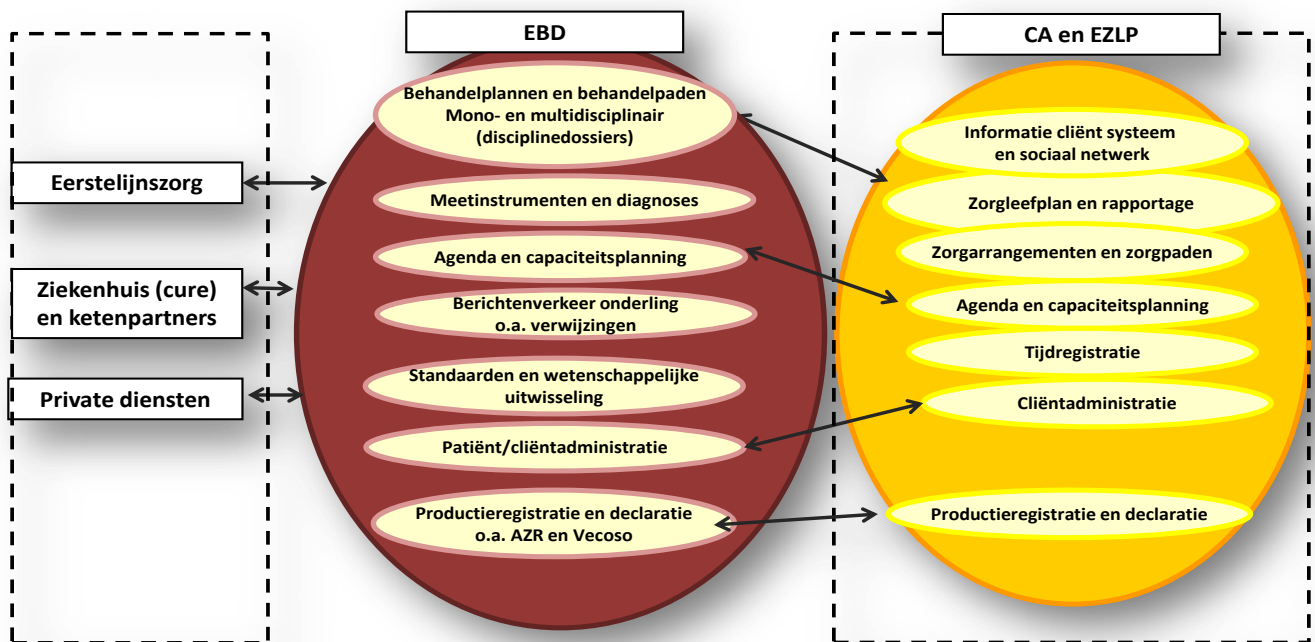 EBD
CA en EZLP
Eerstelijnszorg
Ziekenhuis (cure)
en ketenpartners
Private diensten
Behandelplannen en behandelpaden
Mono- en multidisciplinair
(disciplinedossiers)
Meetinstrumenten en diagnoses
Agenda en capaciteitsplanning
Berichtenverkeer onderling
o.a. verwijzingen
Standaarden en wetenschappelijke
uitwisseling
Patiënt/cliëntadministratie
Productieregistratie en declaratie
o.a. AZR en Vecoso
Informatie cliënt systeem
en sociaal netwerk
Zorgleefplan en rapportage
Zorgarrangementen en zorgpaden
Agenda en capaciteitsplanning
Tijdregistratie
Cliëntadministratie
Productieregistratie en declaratie